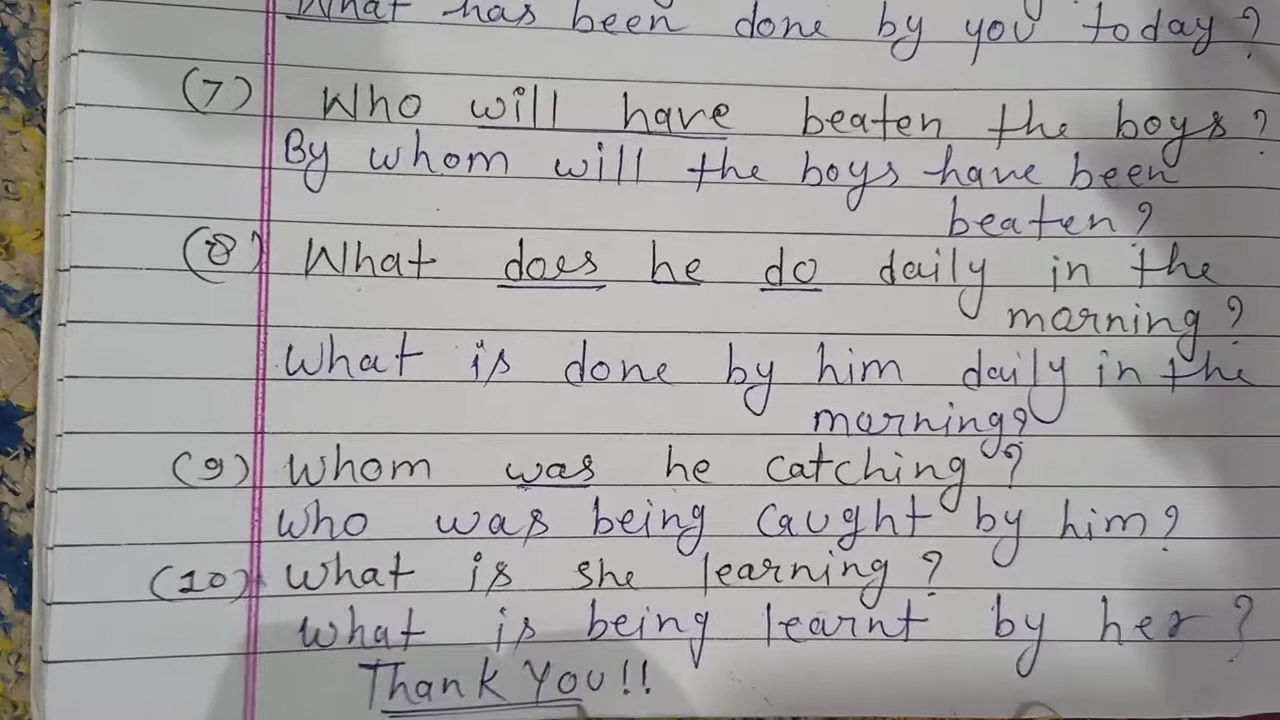 What has been done by you today?
(7) Who will have beaten the boys?
By whom will the boys have been
beaten?
(8) What does he do daily in the
morning?
What is done by him daily in the
morning?
(9) Whom was he catching?
Who was being caught by him?
(10) What is she learning?
What is being learnt by her?
Thank You!!